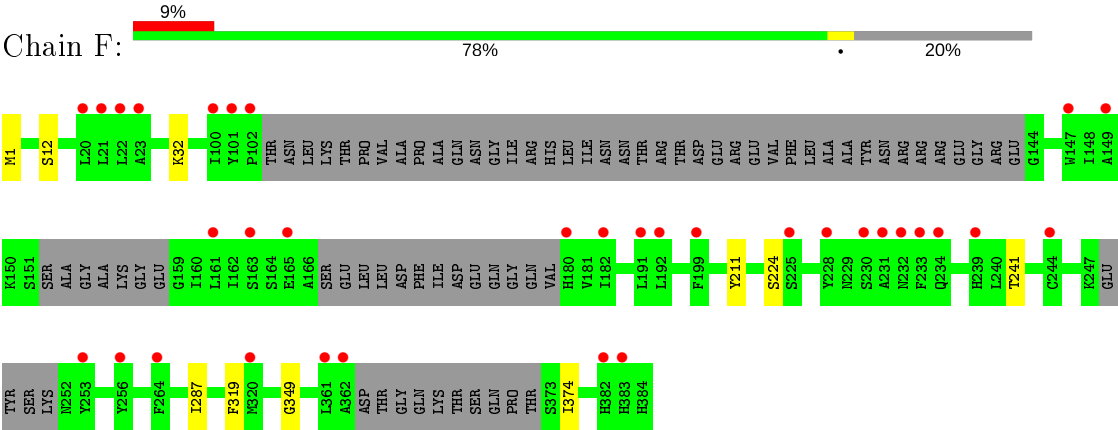 9%
Chain F:
78%
•
20%
M1 S12 L20 L21 L22 A23 K32 I100 Y101 P102 THR ASN LEU LYS THR PRO VAL ALA PRO ALA GLN ASN GLY ILE ARG HIS LEU ILE ASN ASN THR ARG THR ASP GLU ARG GLU VAL PHE LEU ALA ALA TYR ASN ARG ARG ARG GLU GLY ARG GLU G144 W147 I148 A149
K150 S151 SER ALA GLY ALA LYS GLY GLU G159 I160 L161 I162 S163 S164 E165 A166 SER GLU LEU LEU ASP PHE ILE ASP GLU GLN GLY GLN VAL H180 V181 I182 L191 L192 F199 Y211 S224 S225 Y228 N229 S230 A231 N232 F233 Q234 H239 L240 T241 C244 K247 GLU
TYR SER LYS N252 Y253 Y256 F264 I287 F319 M320 G349 L361 A362 ASP THR GLY GLN LYS THR SER GLN PRO THR S373 I374 H382 H383 H384